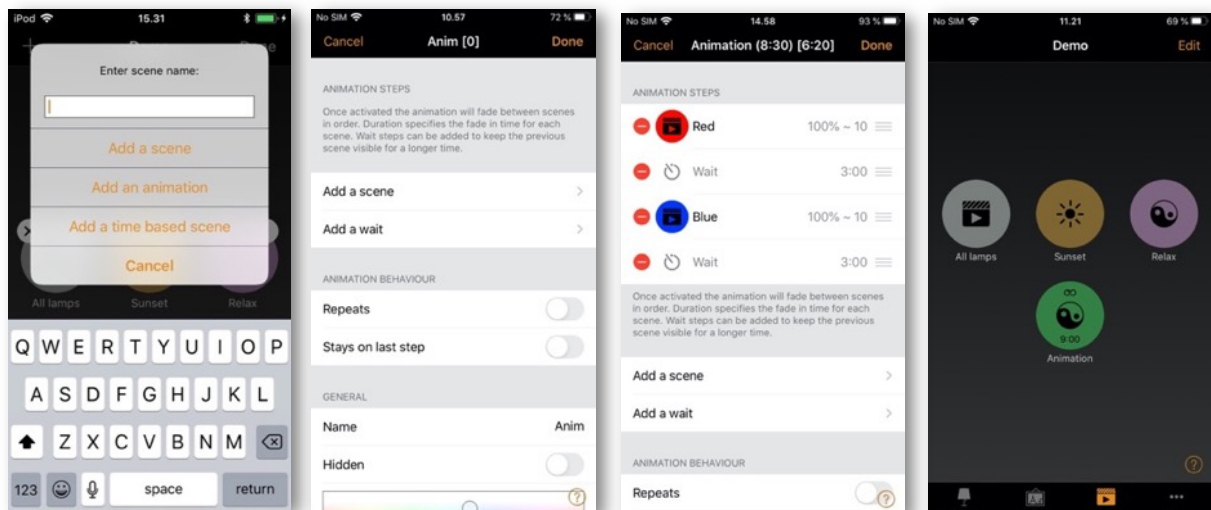 iPod 15.31
Done
Enter scene name:
Add a scene
Add an animation
Add a time based scene
Cancel
All lamps Sunset Relax
Q W E R T Y U I O P
A S D F G H J K L
Z X C V B N M
123 space return
No SIM 10.57 72 %
Cancel Anim [0] Done
ANIMATION STEPS
Once activated the animation will fade between scenes
in order. Duration specifies the fade in time for each
scene. Wait steps can be added to keep the previous
scene visible for a longer time.
Add a scene
Add a wait
ANIMATION BEHAVIOUR
Repeats
Stays on last step
GENERAL
Name Anim
Hidden
?
No SIM 14.58 93 %
Cancel Animation (8:30) [6:20] Done
ANIMATION STEPS
Red 100% ~ 10
Wait 3:00
Blue 100% ~ 10
Wait 3:00
Once activated the animation will fade between scenes
in order. Duration specifies the fade in time for each
scene. Wait steps can be added to keep the previous
scene visible for a longer time.
Add a scene
Add a wait
ANIMATION BEHAVIOUR
Repeats
?
No SIM 11.21 69 %
Demo Edit
All lamps Sunset Relax
∞
9:00
Animation
?